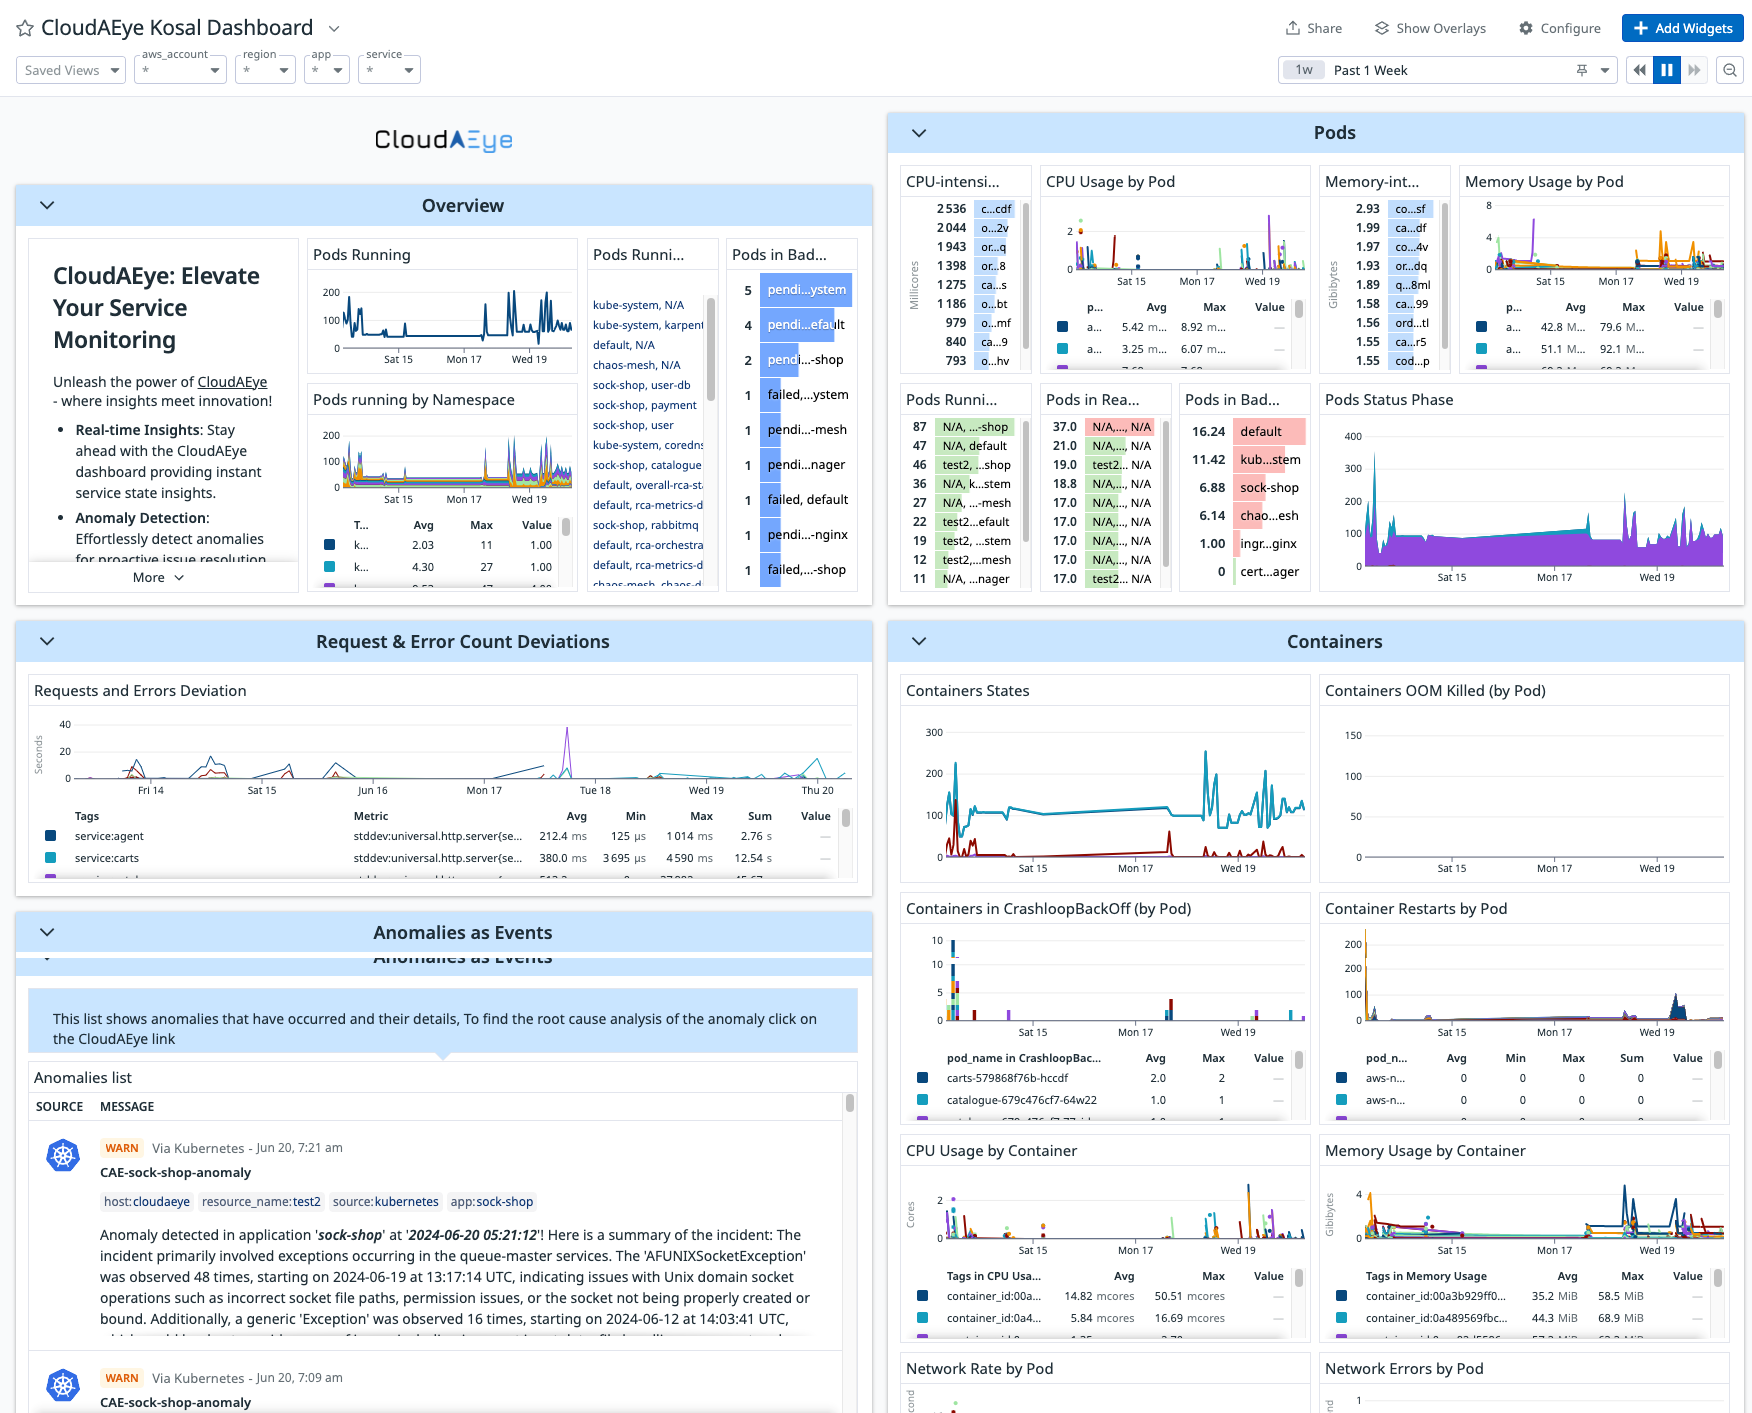 CloudAEye Kosal Dashboard
Share
Show Overlays
Configure
Add Widgets
Saved Views
aws_account
*
region
*
app
*
service
*
1w Past 1 Week
CloudAEye
Overview
CloudAEye: Elevate
Your Service
Monitoring
Unleash the power of CloudAEye
- where insights meet innovation!
• Real-time Insights: Stay
ahead with the CloudAEye
dashboard providing instant
service state insights.
• Anomaly Detection:
Effortlessly detect anomalies
for proactive issue resolution
More
Pods Running
200
100
0
Sat 15 Mon 17 Wed 19
Pods running by Namespace
200
100
0
Sat 15 Mon 17 Wed 19
T... Avg Max Value
k... 2.03 11 1.00
k... 4.30 27 1.00
Pods Runni...
kube-system, N/A
kube-system, karpent
default, N/A
chaos-mesh, N/A
sock-shop, user-db
sock-shop, payment
sock-shop, user
kube-system, coredns
sock-shop, catalogue
default, overall-rca-st
default, rca-metrics-d
sock-shop, rabbitmq
default, rca-orchestra
default, rca-metrics-d
chaos-mesh, chaos-d
Pods in Bad...
5 pendi...ystem
4 pendi...efault
2 pendi...-shop
1 failed,...ystem
1 pendi...-mesh
1 pendi...nager
1 failed, default
1 pendi...-nginx
1 failed,...-shop
Pods
CPU-intensi...
Millicores
2 536 c...cdf
2 044 o...2v
1 943 or...q
1 398 or...8
1 275 ca...s
1 186 o...bt
979 o...mf
840 ca...9
793 o...hv
CPU Usage by Pod
2
0
Sat 15 Mon 17 Wed 19
p... Avg Max Value
a... 5.42 m... 8.92 m... —
a... 3.25 m... 6.07 m... —
Memory-int...
Gibibytes
2.93 co...sf
1.99 ca...df
1.97 co...4v
1.93 or...dq
1.89 q...8ml
1.58 ca...99
1.56 ord...tl
1.55 ca...r5
1.55 cod...p
Memory Usage by Pod
8
4
0
Sat 15 Mon 17 Wed 19
p... Avg Max Value
a... 42.8 M... 79.6 M... —
a... 51.1 M... 92.1 M... —
Pods Runni...
87 N/A, ...-shop
47 N/A, default
46 test2, ...shop
36 N/A, k...stem
27 N/A, ...-mesh
22 test2...efault
19 test2, ...stem
12 test2,...mesh
11 N/A, ...nager
Pods in Rea...
37.0 N/A,..., N/A
21.0 N/A,..., N/A
19.0 test2... N/A
18.8 N/A,..., N/A
17.0 N/A,..., N/A
17.0 N/A,..., N/A
17.0 N/A,..., N/A
17.0 N/A,..., N/A
17.0 test2... N/A
Pods in Bad...
16.24 default
11.42 kub...stem
6.88 sock-shop
6.14 chao...esh
1.00 ingr...ginx
0 cert...ager
Pods Status Phase
400
300
200
100
0
Sat 15 Mon 17 Wed 19
Request & Error Count Deviations
Requests and Errors Deviation
Seconds
40
20
0
Fri 14 Sat 15 Jun 16 Mon 17 Tue 18 Wed 19 Thu 20
Tags Metric Avg Min Max Sum Value
service:agent stddev:universal.http.server{se... 212.4 ms 125 µs 1 014 ms 2.76 s —
service:carts stddev:universal.http.server{se... 380.0 ms 3 695 µs 4 590 ms 12.54 s —
Containers
Containers States
300
200
100
0
Sat 15 Mon 17 Wed 19
Containers OOM Killed (by Pod)
150
100
50
0
Sat 15 Mon 17 Wed 19
Containers in CrashloopBackOff (by Pod)
10
10
5
0
Sat 15 Mon 17 Wed 19
pod_name in CrashloopBac... Avg Max Value
carts-579868f76b-hccdf 2.0 2 —
catalogue-679c476cf7-64w22 1.0 1 —
Container Restarts by Pod
200
200
100
0
Sat 15 Mon 17 Wed 19
pod_n... Avg Min Max Sum Value
aws-n... 0 0 0 0 —
aws-n... 0 0 0 0 —
CPU Usage by Container
Cores
2
0
Sat 15 Mon 17 Wed 19
Tags in CPU Usa... Avg Max Value
container_id:00a... 14.82 mcores 50.51 mcores —
container_id:0a4... 5.84 mcores 16.69 mcores —
Memory Usage by Container
Gibibytes
4
0
Sat 15 Mon 17 Wed 19
Tags in Memory Usage Avg Max Value
container_id:00a3b929ff0... 35.2 MiB 58.5 MiB —
container_id:0a489569fbc... 44.3 MiB 68.9 MiB —
Network Rate by Pod
Network Errors by Pod
1
Anomalies as Events
Anomalies as Events
This list shows anomalies that have occurred and their details, To find the root cause analysis of the anomaly click on
the CloudAEye link
Anomalies list
SOURCE MESSAGE
WARN Via Kubernetes - Jun 20, 7:21 am
CAE-sock-shop-anomaly
host:cloudaeye resource_name:test2 source:kubernetes app:sock-shop
Anomaly detected in application 'sock-shop' at '2024-06-20 05:21:12'! Here is a summary of the incident: The
incident primarily involved exceptions occurring in the queue-master services. The 'AFUNIXSocketException'
was observed 48 times, starting on 2024-06-19 at 13:17:14 UTC, indicating issues with Unix domain socket
operations such as incorrect socket file paths, permission issues, or the socket not being properly created or
bound. Additionally, a generic 'Exception' was observed 16 times, starting on 2024-06-12 at 14:03:41 UTC,
WARN Via Kubernetes - Jun 20, 7:09 am
CAE-sock-shop-anomaly